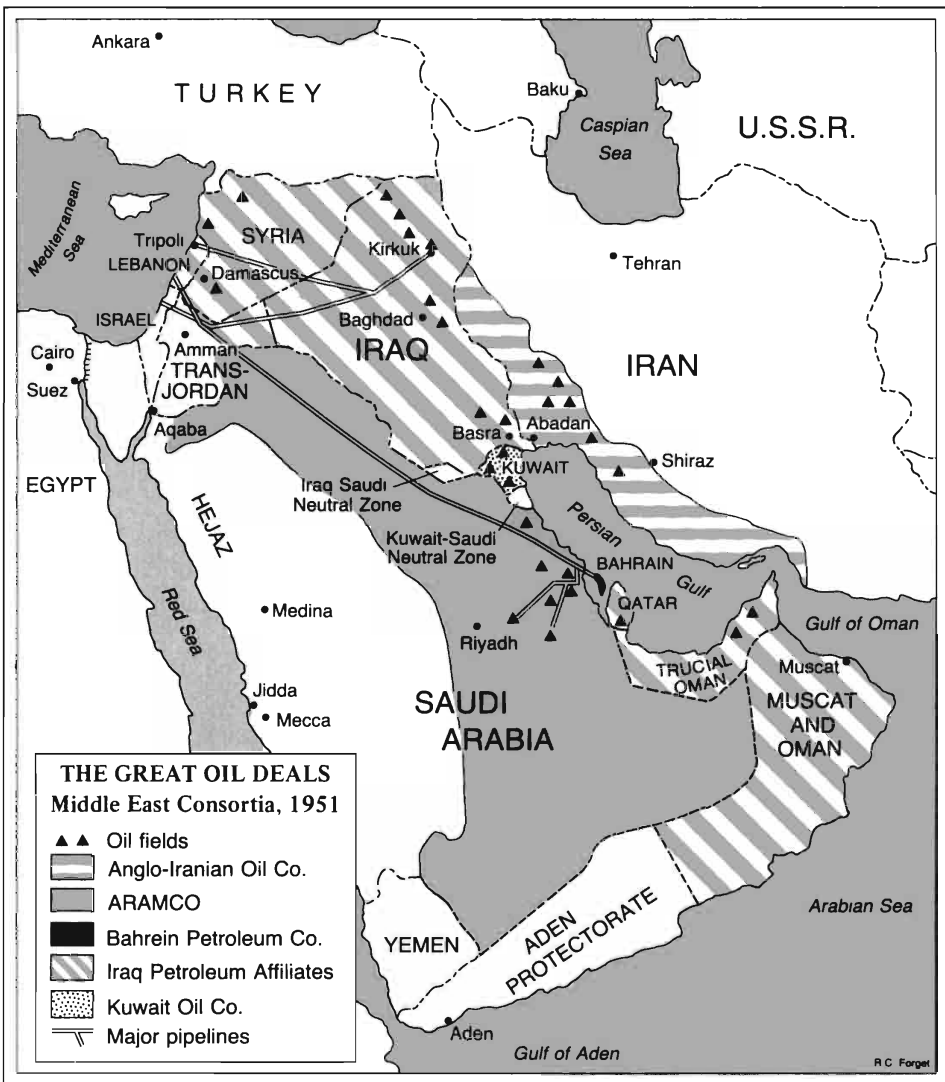 Ankara
TURKEY
Baku
Caspian
Sea
U.S.S.R.
Mediterranean
Sea
Tripoli
SYRIA
Kirkuk
Tehran
LEBANON
Damascus
ISRAEL
Baghdad
IRAQ
IRAN
Cairo
Amman
TRANS-
JORDAN
Suez
Aqaba
Basra
Abadan
Shiraz
EGYPT
KUWAIT
Iraq Saudi
Neutral Zone
HEJAZ
Kuwait-Saudi
Neutral Zone
Persian
Gulf
BAHRAIN
QATAR
Medina
Riyadh
Gulf of Oman
Red Sea
TRUCIAL
OMAN
Muscat
MUSCAT
AND
OMAN
Jidda
Mecca
SAUDI
ARABIA
THE GREAT OIL DEALS
Middle East Consortia, 1951
Oil fields
Anglo-Iranian Oil Co.
ARAMCO
Bahrein Petroleum Co.
Iraq Petroleum Affiliates
Kuwait Oil Co.
Major pipelines
YEMEN
ADEN
PROTECTORATE
Arabian Sea
Aden
Gulf of Aden
R C Forget